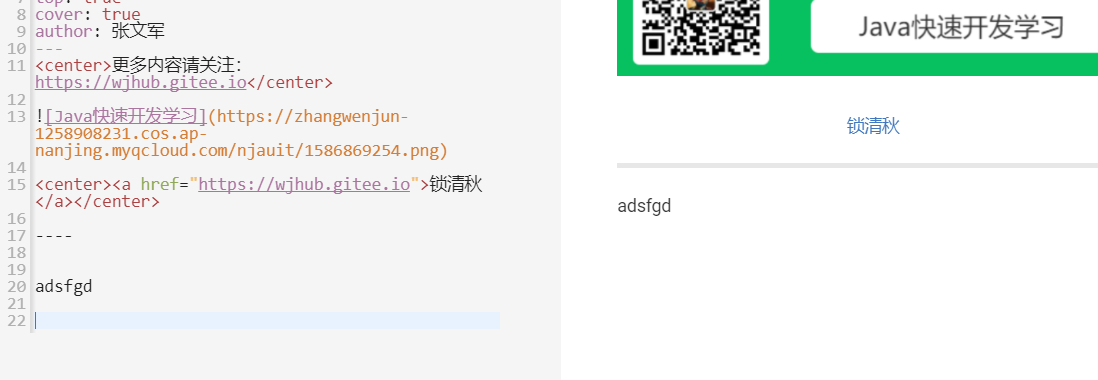 7 top: true
8 cover: true
9 author: 张文军
10 ---
11 <center>更多内容请关注:
https://wjhub.gitee.io</center>
12
13 ![Java快速开发学习](https://zhangwenjun-
1258908231.cos.ap-
nanjing.myqcloud.com/njauit/1586869254.png)
14
15 <center><a href="https://wjhub.gitee.io">锁清秋
</a></center>
16
17 ----
18
19
20 adsfgd
21
22
Java快速开发学习
锁清秋
adsfgd